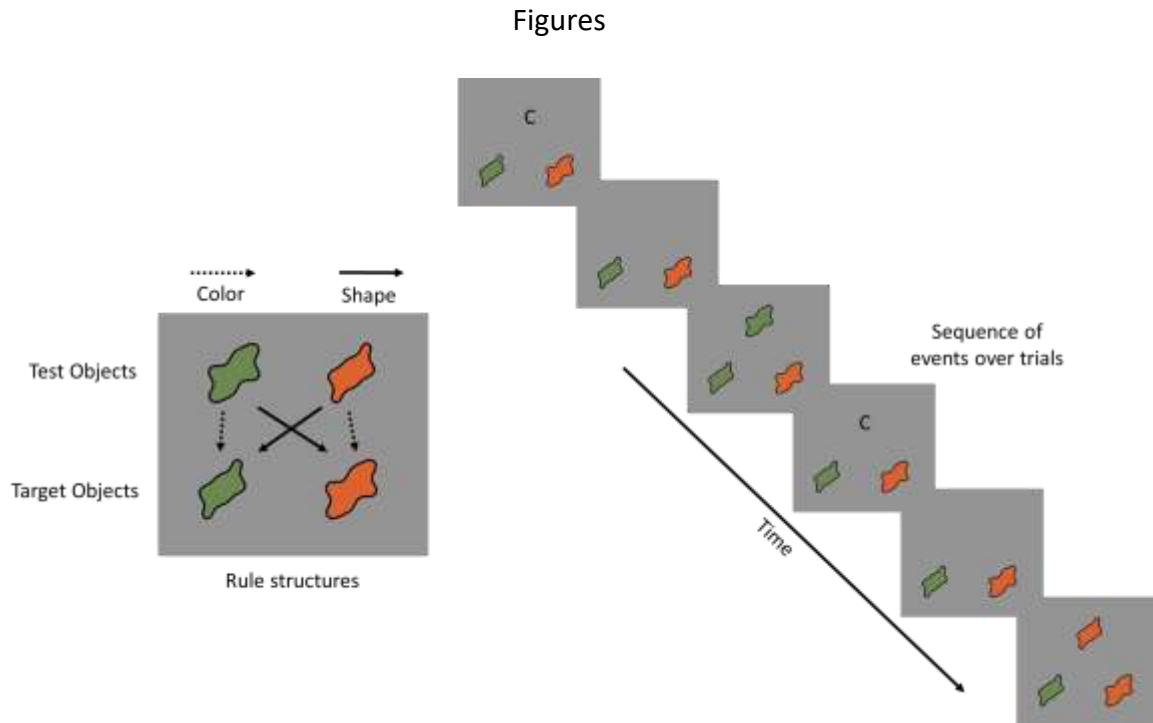 Figures
C
Color
Shape
Test Objects
Target Objects
Rule structures
Sequence of
events over trials
C
Time